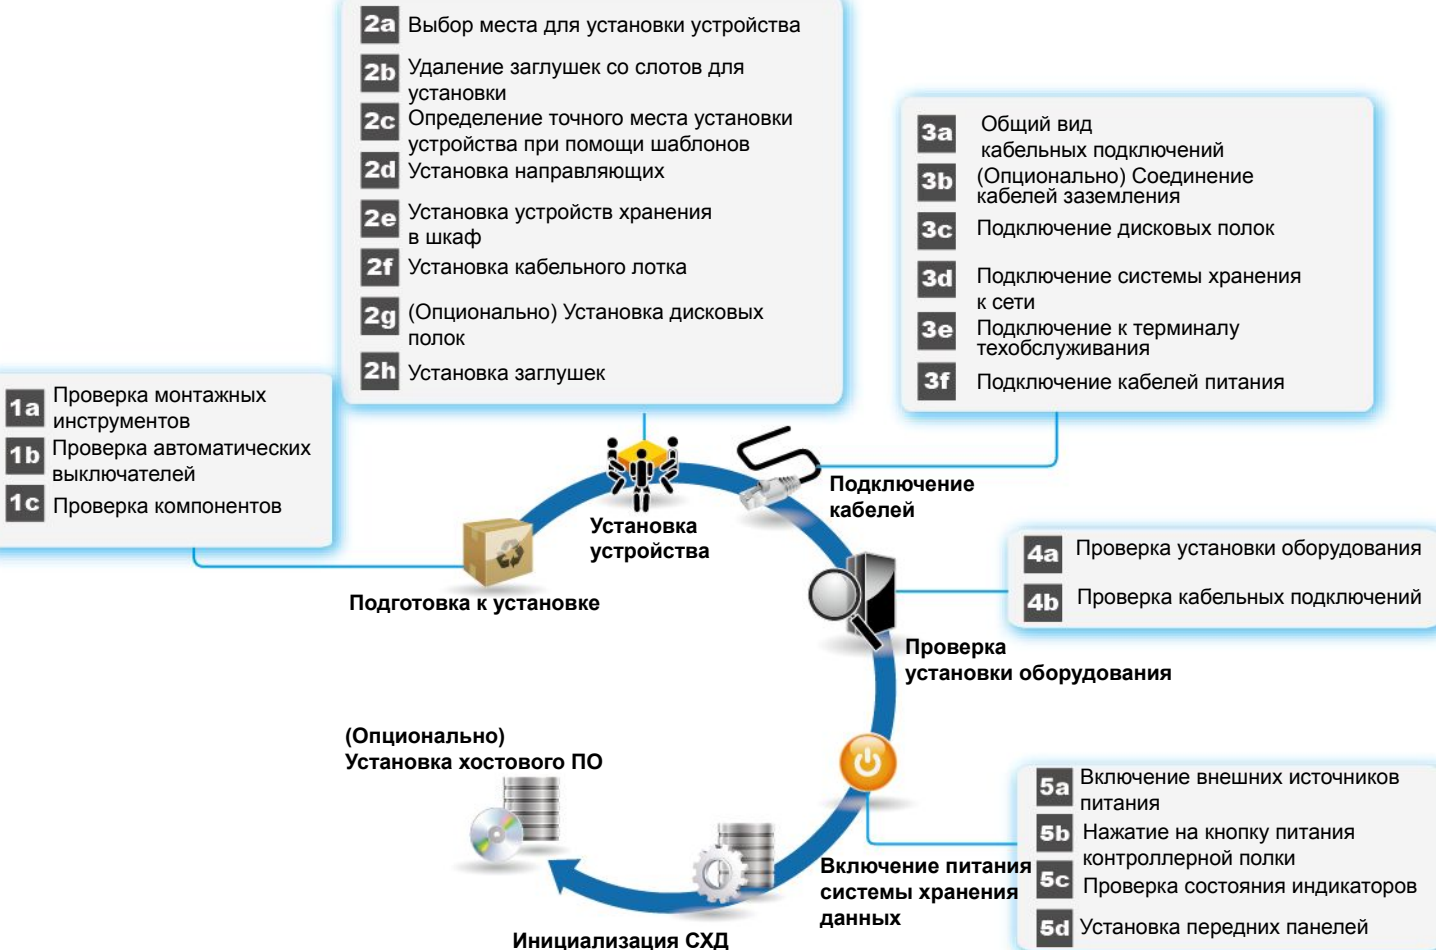 1a Проверка монтажных
инструментов
1b Проверка автоматических
выключателей
1c Проверка компонентов
Подготовка к установке
2a Выбор места для установки устройства
2b Удаление заглушек со слотов для
установки
2c Определение точного места установки
устройства при помощи шаблонов
2d Установка направляющих
2e Установка устройств хранения
в шкаф
2f Установка кабельного лотка
2g (Опционально) Установка дисковых
полок
2h Установка заглушек
Установка
устройства
3a Общий вид
кабельных подключений
3b (Опционально) Соединение
кабелей заземления
3c Подключение дисковых полок
3d Подключение системы хранения
к сети
3e Подключение к терминалу
техобслуживания
3f Подключение кабелей питания
Подключение
кабелей
4a Проверка установки оборудования
4b Проверка кабельных подключений
Проверка
установки оборудования
5a Включение внешних источников
питания
5b Нажатие на кнопку питания
контроллерной полки
5c Проверка состояния индикаторов
5d Установка передних панелей
Включение питания
системы хранения
данных
Инициализация СХД
(Опционально)
Установка хостового ПО